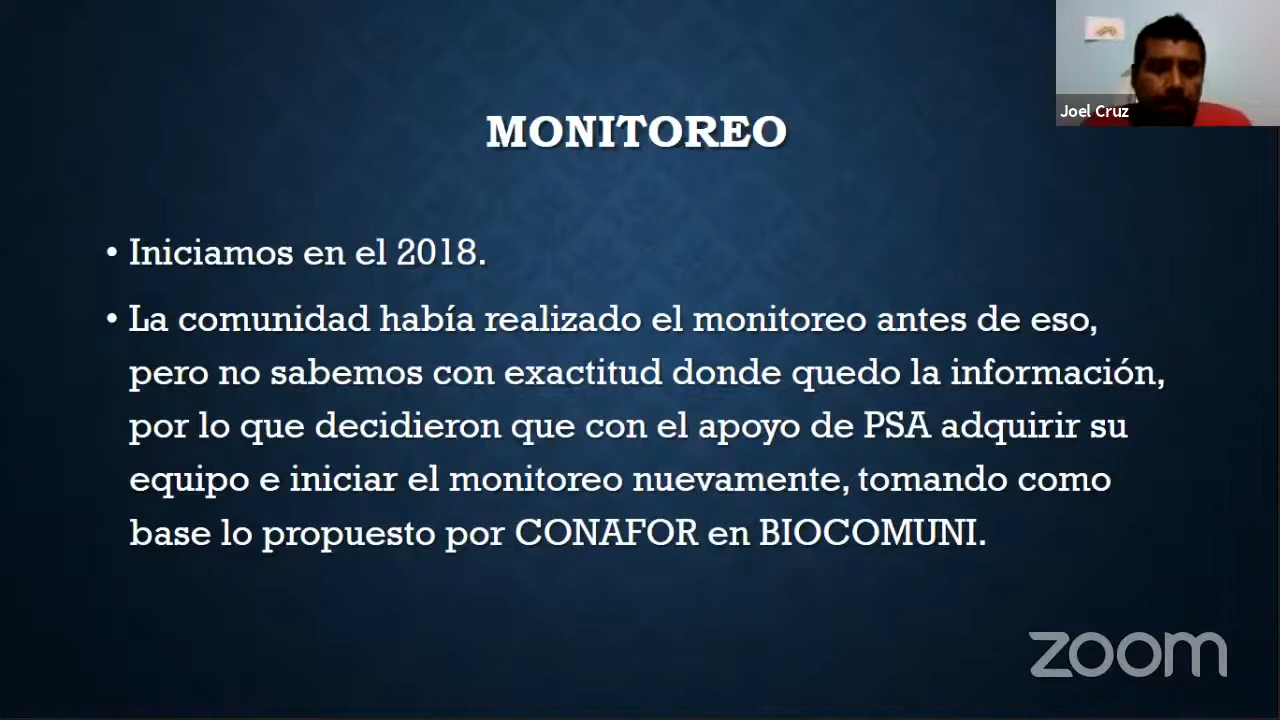 MONITOREO
Joel Cruz
• Iniciamos en el 2018.
• La comunidad había realizado el monitoreo antes de eso,
pero no sabemos con exactitud donde quedo la información,
por lo que decidieron que con el apoyo de PSA adquirir su
equipo e iniciar el monitoreo nuevamente, tomando como
base lo propuesto por CONAFOR en BIOCOMUNI.
zoom